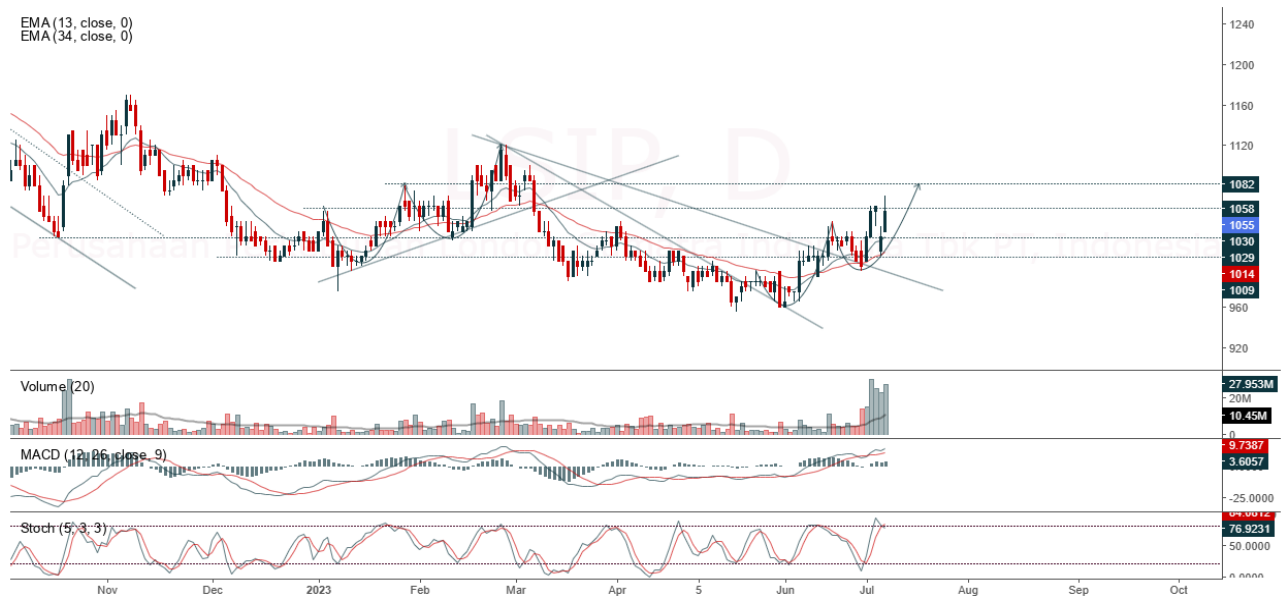 EMA (13, close, 0)
EMA (34, close, 0)
LSIP, D
1240
1200
1160
1120
1082
1058
1055
1030
1029
1014
1009
960
920
Volume (20)
27.953M
20M
10.45M
0
MACD (12, 26, close, 9)
9.7387
3.6057
-25.0000
Stoch (5, 3, 3)
76.9231
50.0000
0.0000
Nov Dec 2023 Feb Mar Apr 5 Jun Jul Aug Sep Oct